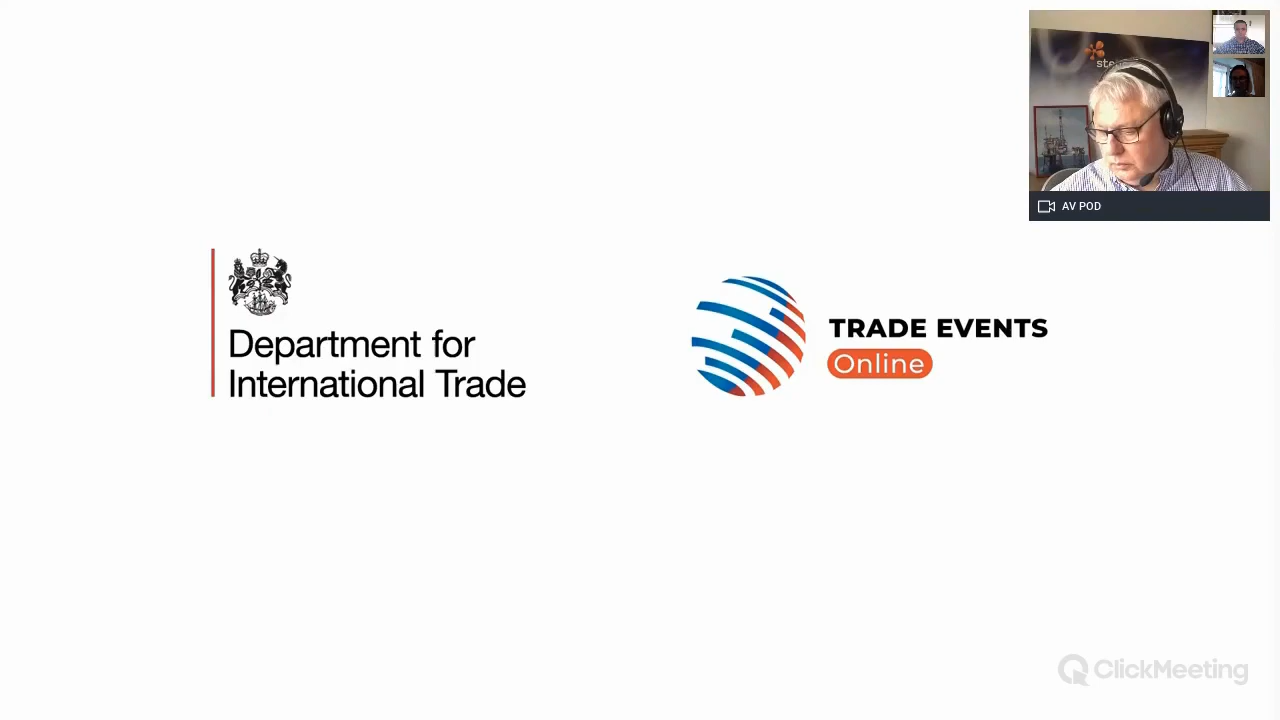 AV POD
Department for
International Trade
TRADE EVENTS
Online
ClickMeeting